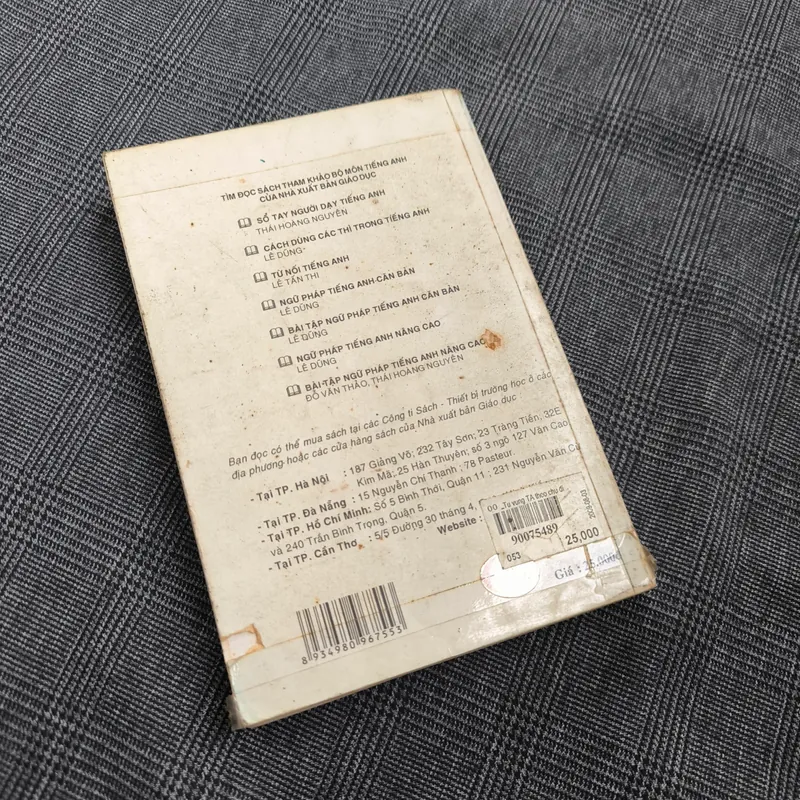 TÌM ĐỌC SÁCH THAM KHẢO BỘ MÔN TIẾNG ANH
CỦA NHÀ XUẤT BẢN GIÁO DỤC
SỔ TAY NGƯỜI DẠY TIẾNG ANH
THÁI HOÀNG NGUYÊN
CÁCH DÙNG CÁC THÌ TRONG TIẾNG ANH
LÊ DŨNG
TỪ NỐI TIẾNG ANH
LÊ TẤN THI
NGỮ PHÁP TIẾNG ANH CĂN BẢN
LÊ DŨNG
BÀI TẬP NGỮ PHÁP TIẾNG ANH CĂN BẢN
LÊ DŨNG
NGỮ PHÁP TIẾNG ANH NÂNG CAO
LÊ DŨNG
BÀI TẬP NGỮ PHÁP TIẾNG ANH NÂNG CAO
ĐỖ VĂN THẢO, THÁI HOÀNG NGUYÊN
Bạn đọc có thể mua sách tại các Công ti Sách - Thiết bị trường học ở các
địa phương hoặc các cửa hàng sách của Nhà xuất bản Giáo dục
- Tại TP. Hà Nội : 187 Giảng Võ; 232 Tây Sơn; 23 Tràng Tiền; 32E
Kim Mã; 25 Hàn Thuyên; số 3 ngõ 127 Văn Cao
- Tại TP. Đà Nẵng : 15 Nguyễn Chí Thanh ; 78 Pasteur.
- Tại TP. Hồ Chí Minh: Số 5 Bình Thới, Quận 11 ; 231 Nguyễn Văn Cừ
và 240 Trần Bình Trọng, Quận 5.
- Tại TP. Cần Thơ : 5/5 Đường 30 tháng 4,
Website :
00 _Tu vung TA theo chu di
90075489
053 25,000
Giá : 25.000đ
8 934980 967553